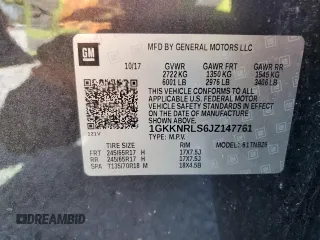 GM
MFD BY GENERAL MOTORS LLC
10/17 GVWR GAWR FRT GAWR RR
2722 KG 1350 KG 1545 KG
6001 LB 2976 LB 3406 LB
THIS VEHICLE CONFORMS TO ALL APPLICABLE
U.S. FEDERAL MOTOR VEHICLE SAFETY
STANDARDS IN EFFECT ON THE DATE OF
MANUFACTURE SHOWN ABOVE.
1GKKNRLS6JZ147761
TYPE: M.P.V. MODEL:
TIRE SIZE RIM
FRT 245/65R17 H 17X7.5J
RR 245/65R17 H 17X7.5J
SPA T135/70R18 M 18X4.5B
© DREAMBID